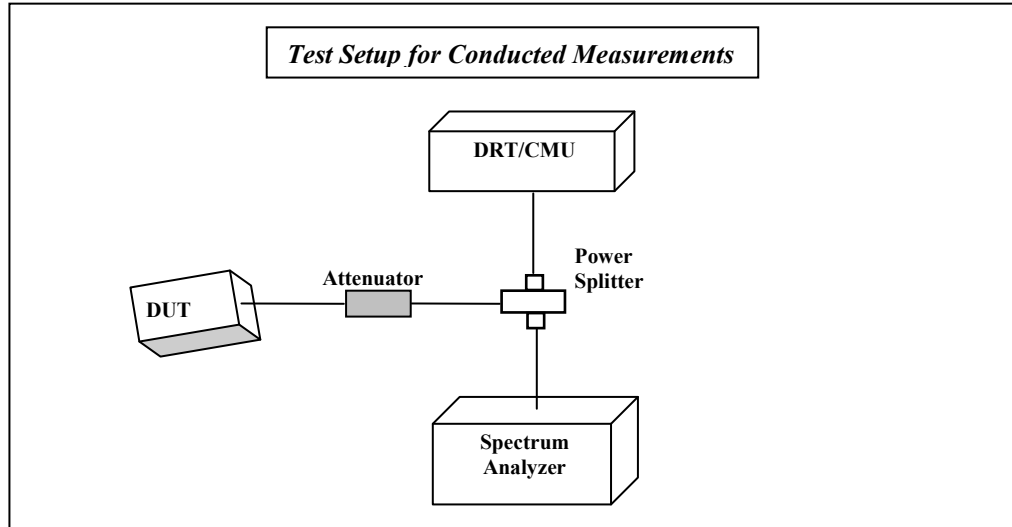 Test Setup for Conducted Measurements
DRT/CMU
Power
Splitter
Attenuator
DUT
Spectrum
Analyzer